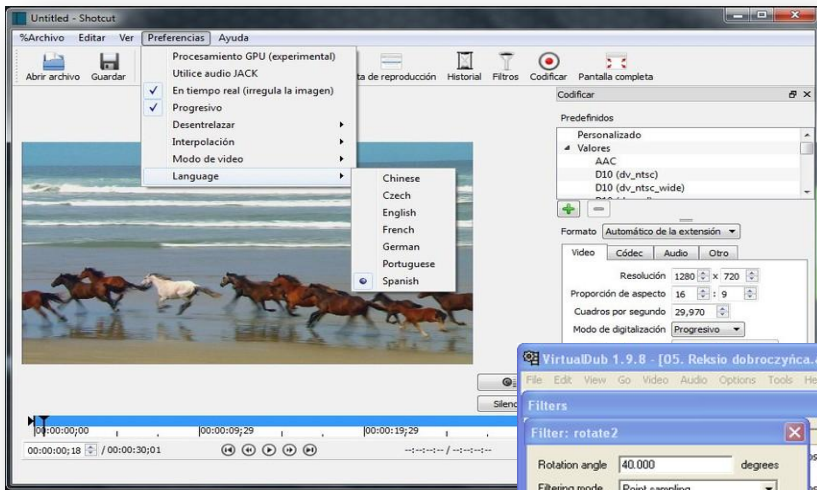 Untitled - Shotcut
%Archivo Editar Ver Preferencias Ayuda
Abrir archivo Guardar
ta de reproducción Historial Filtros Codificar Pantalla completa
Procesamiento GPU (experimental)
Utilice audio JACK
En tiempo real (irregula la imagen)
Progresivo
Desentrelazar
Interpolación
Modo de video
Language
Chinese
Czech
English
French
German
Portuguese
Spanish
Codificar
Predefinidos
Personalizado
Valores
AAC
D10 (dv_ntsc)
D10 (dv_ntsc_wide)
Formato Automático de la extensión
Video Códec Audio Otro
Resolución 1280 x 720
Proporción de aspecto 16 : 9
Cuadros por segundo 29,970
Modo de digitalización Progresivo
Silenc
00:00:00;00 00:00:09;29 00:00:19;29
00:00:00;18 / 00:00:30;01 --:--:--:-- / --:--:--:--
VirtualDub 1.9.8 - [05. Reksio dobroczyńca.
File Edit View Go Video Audio Options Tools He
Filters
Filter: rotate2
Rotation angle 40.000 degrees
Filtering mode Point sampling